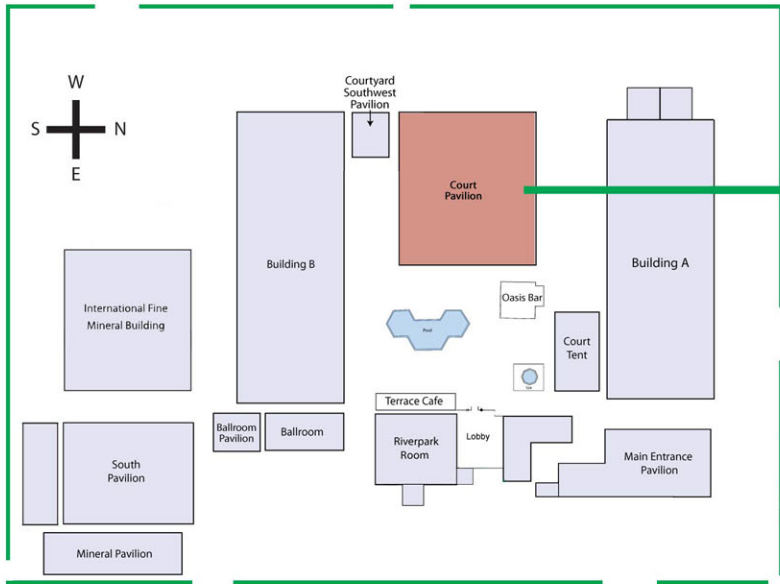 Courtyard
Southwest
Pavilion
W
S
N
E
Court
Pavilion
Building B
Building A
International Fine
Mineral Building
Oasis Bar
Pool
Court
Tent
Terrace Cafe
Ballroom
Pavilion
Ballroom
Riverpark
Room
Lobby
Main Entrance
Pavilion
South
Pavilion
Mineral Pavilion